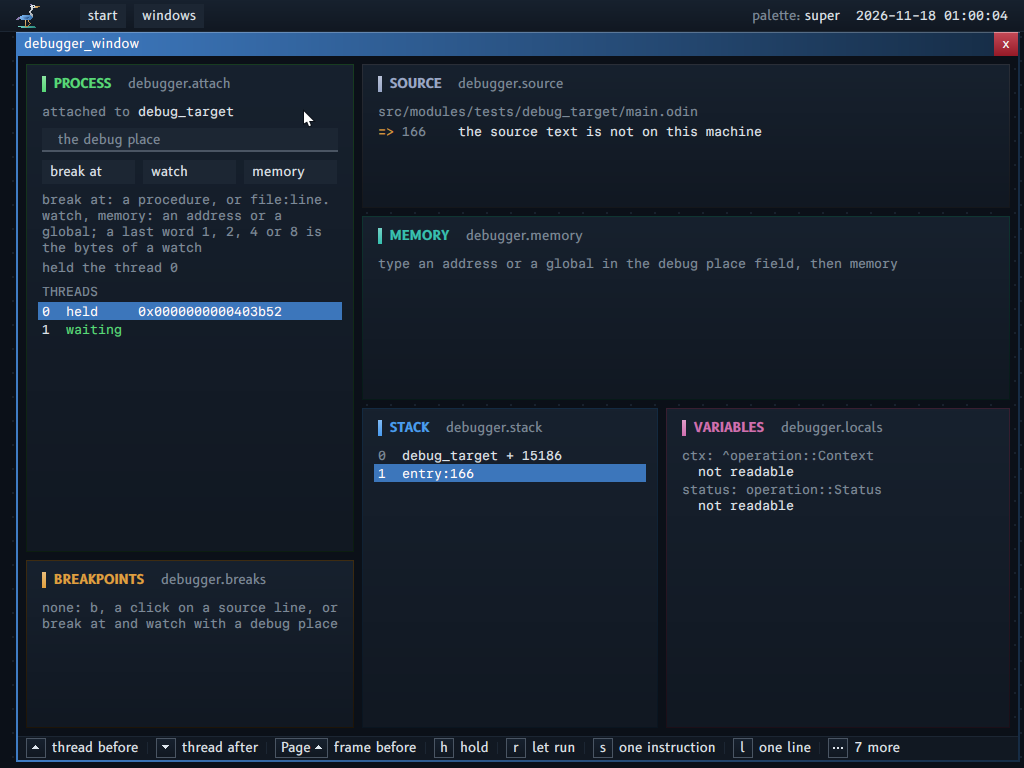 start windows palette: super 2026-11-18 01:00:04
debugger_window x
PROCESS debugger.attach
attached to debug_target
the debug place
break at watch memory
break at: a procedure, or file:line.
watch, memory: an address or a
global; a last word 1, 2, 4 or 8 is
the bytes of a watch
held the thread 0
THREADS
0 held 0x0000000000403b52
1 waiting
BREAKPOINTS debugger.breaks
none: b, a click on a source line, or
break at and watch with a debug place
SOURCE debugger.source
src/modules/tests/debug_target/main.odin
=> 166 the source text is not on this machine
MEMORY debugger.memory
type an address or a global in the debug place field, then memory
STACK debugger.stack
0 debug_target + 15186
1 entry:166
VARIABLES debugger.locals
ctx: ^operation::Context
not readable
status: operation::Status
not readable
thread before thread after Page frame before h hold r let run s one instruction l one line ··· 7 more